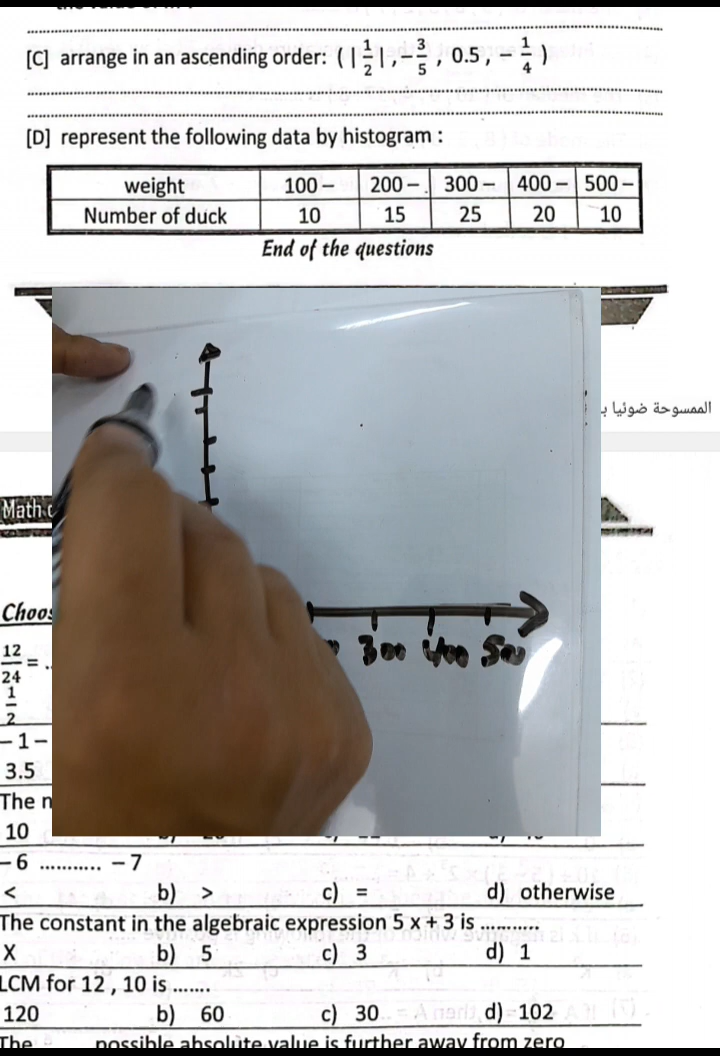 [C] arrange in an ascending order: ( |1/2| , -3/5 , 0.5 , -1/4 )
[D] represent the following data by histogram :
weight 100 – 200 – 300 – 400 – 500 –
Number of duck 10 15 25 20 10
End of the questions
الممسوحة ضوئيا
Math
300 400 500
12/24 =
1/2
– 1 –
3.5
The
10
– 6 ........... – 7
< b) > c) = d) otherwise
The constant in the algebraic expression 5 x + 3 is ..........
X b) 5 c) 3 d) 1
LCM for 12 , 10 is .......
120 b) 60 c) 30 d) 102
The possible absolute value is further away from zero